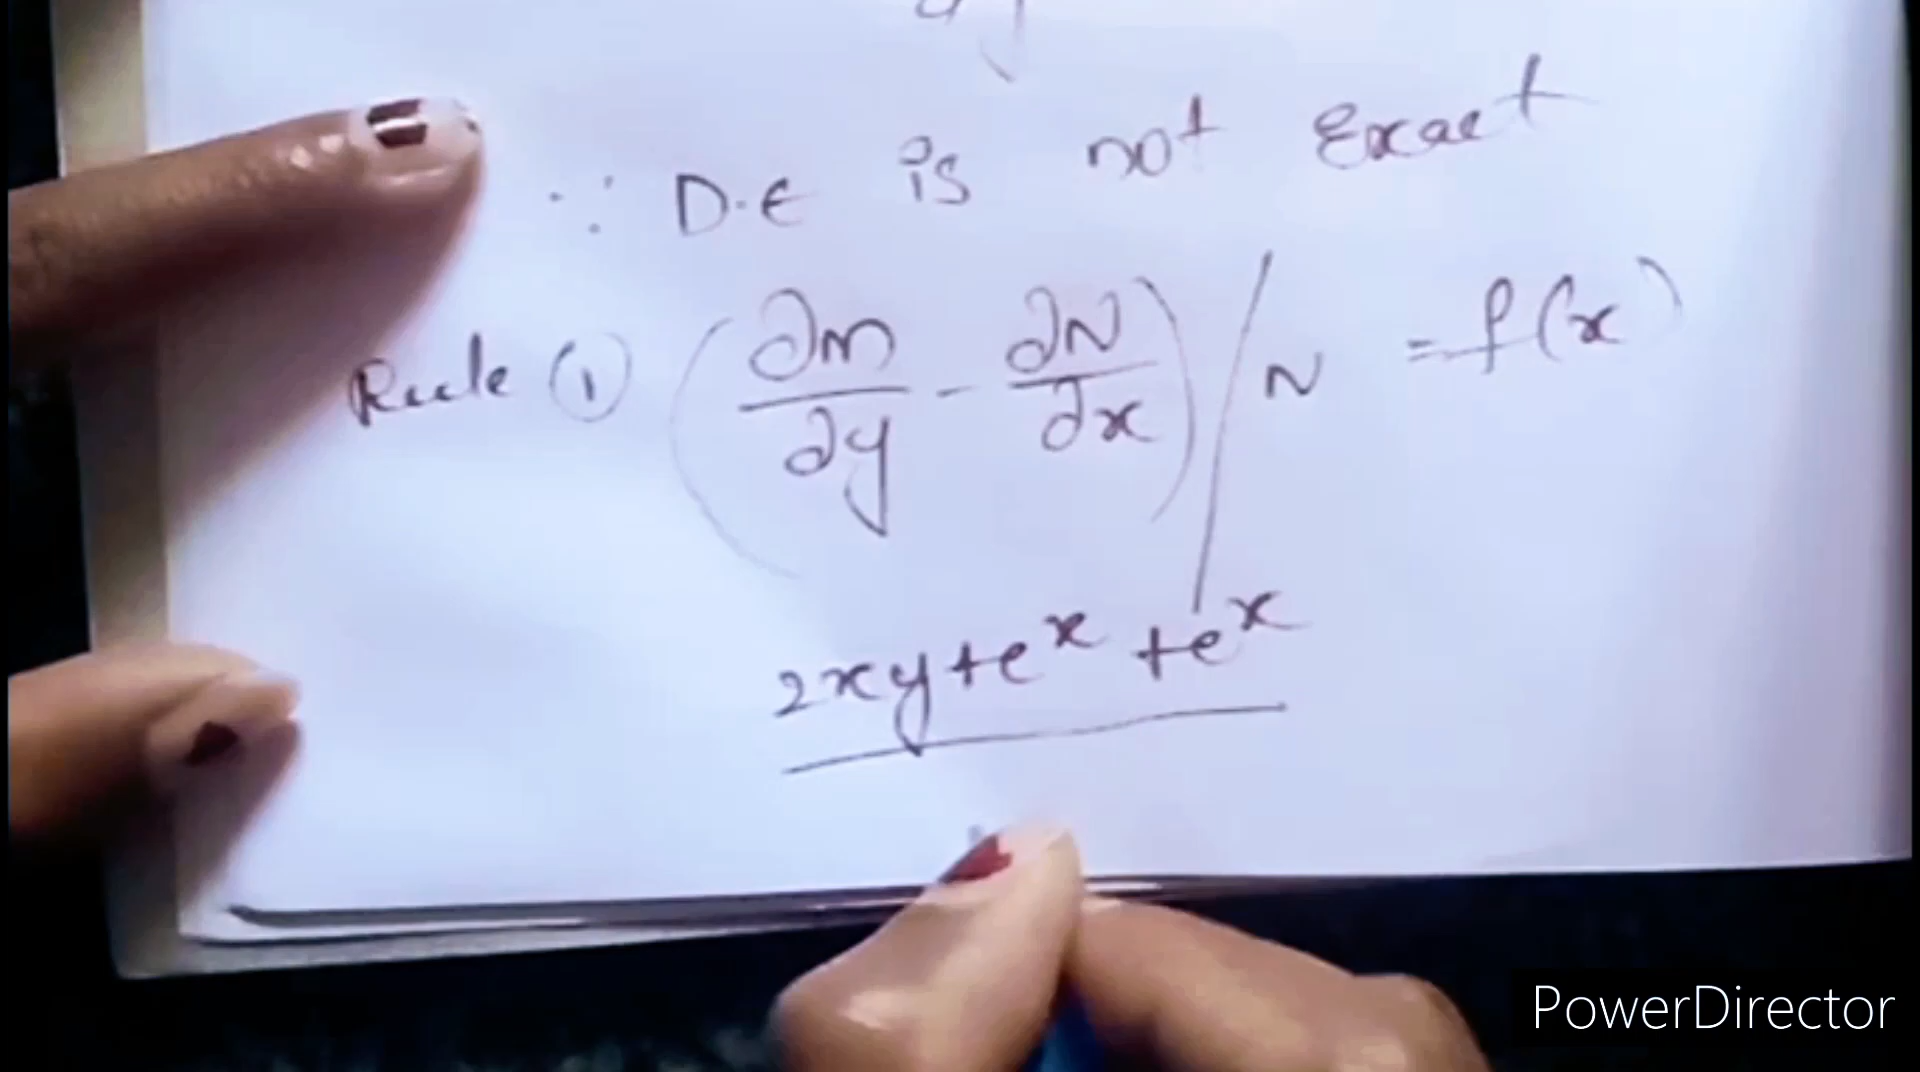 ∵ D.E is not Exact
Rule ① (∂m/∂y - ∂N/∂x) / N = f(x)
2xy+e^x +e^x
PowerDirector